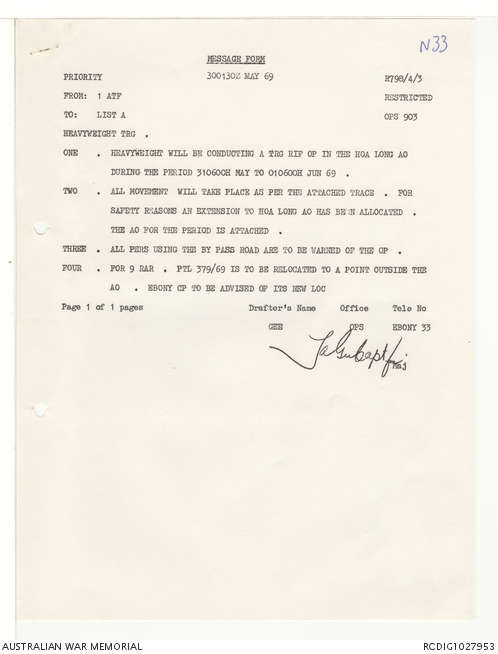 N33
MESSAGE FORM
PRIORITY 300130Z MAY 69 R798/4/3
FROM: 1 ATF RESTRICTED
TO: LIST A OPS 903
HEAVYWEIGHT TRG .
ONE . HEAVYWEIGHT WILL BE CONDUCTING A TRG RIF OP IN THE HOA LONG AO
DURING THE PERIOD 310600H MAY TO 010600H JUN 69 .
TWO . ALL MOVEMENT WILL TAKE PLACE AS PER THE ATTACHED TRACE . FOR
SAFETY REASONS AN EXTENSION TO HOA LONG AO HAS BEEN ALLOCATED .
THE AO FOR THE PERIOD IS ATTACHED .
THREE . ALL PERS USING THE BY PASS ROAD ARE TO BE WARNED OF THE OP .
FOUR . FOR 9 RAR . PTL 379/69 IS TO BE RELOCATED TO A POINT OUTSIDE THE
AO . EBONY CP TO BE ADVISED OF ITS NEW LOC
Page 1 of 1 pages Drafter's Name Office Tele No
GEE OPS EBONY 33
Capt for
Maj
AUSTRALIAN WAR MEMORIAL RCDIG1027953